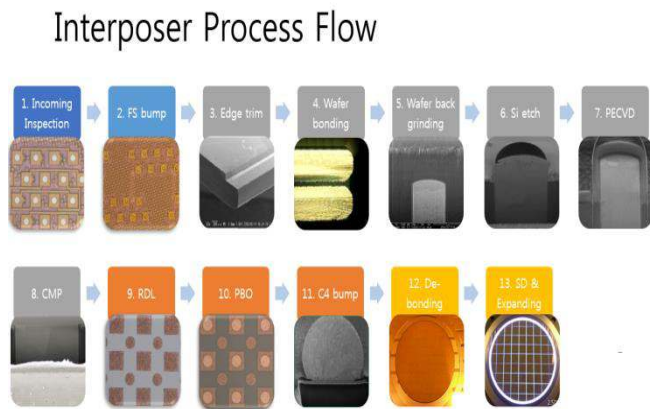 Interposer Process Flow
1. Incoming
Inspection
2. FS bump
3. Edge trim
4. Wafer
bonding
5. Wafer back
grinding
6. Si etch
7. PECVD
8. CMP
9. RDL
10. PBO
11. C4 bump
12. De-
bonding
13. SD &
Expanding